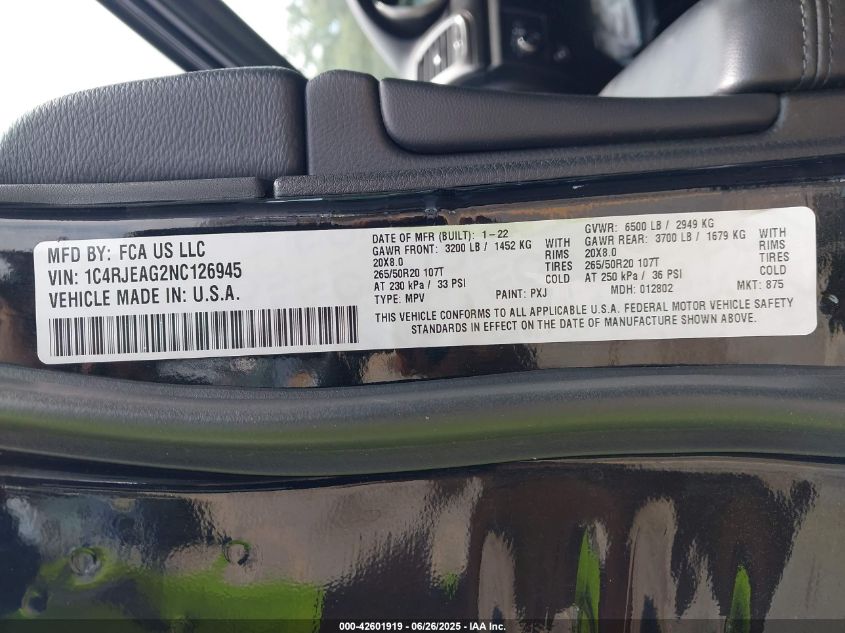 MFD BY: FCA US LLC
VIN: 1C4RJEAG2NC126945
VEHICLE MADE IN: U.S.A.
DATE OF MFR (BUILT): 1-22
GAWR FRONT: 3200 LB / 1452 KG WITH
20X8.0 RIMS
265/50R20 107T TIRES
AT 230 kPa / 33 PSI COLD
TYPE: MPV PAINT: PXJ
GVWR: 6500 LB / 2949 KG
GAWR REAR: 3700 LB / 1679 KG WITH
20X8.0 RIMS
265/50R20 107T TIRES
AT 250 kPa / 36 PSI COLD
MDH: 012802 MKT: 875
THIS VEHICLE CONFORMS TO ALL APPLICABLE U.S.A. FEDERAL MOTOR VEHICLE SAFETY
STANDARDS IN EFFECT ON THE DATE OF MANUFACTURE SHOWN ABOVE.
000-42601919 - 06/26/2025 - IAA Inc.